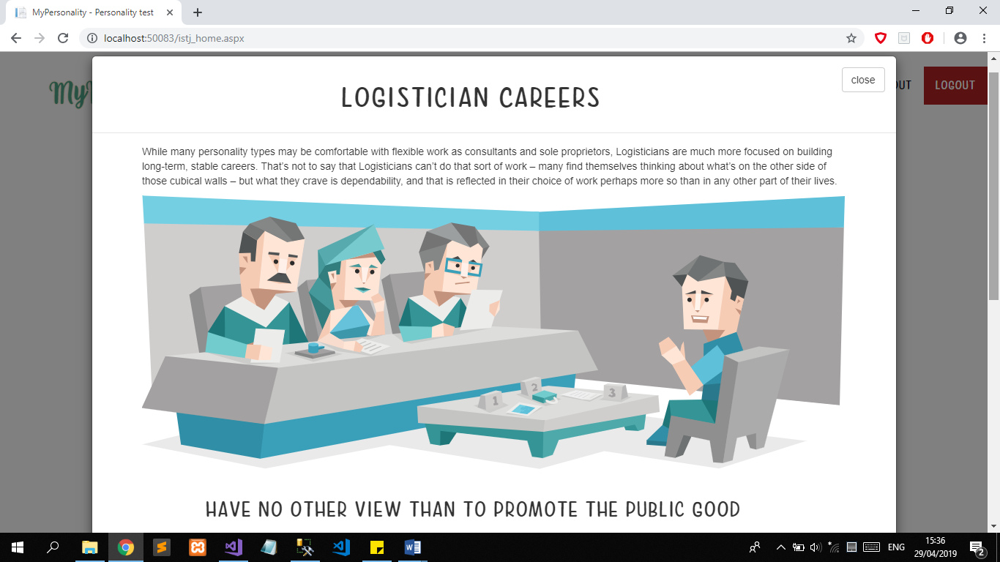 MyPersonality - Personality test
localhost:50083/istj_home.aspx
close
LOGOUT
LOGISTICIAN CAREERS
While many personality types may be comfortable with flexible work as consultants and sole proprietors, Logisticians are much more focused on building
long-term, stable careers. That's not to say that Logisticians can't do that sort of work – many find themselves thinking about what's on the other side of
those cubical walls – but what they crave is dependability, and that is reflected in their choice of work perhaps more so than in any other part of their lives.
1
2
3
HAVE NO OTHER VIEW THAN TO PROMOTE THE PUBLIC GOOD
ENG
15:36
29/04/2019
2